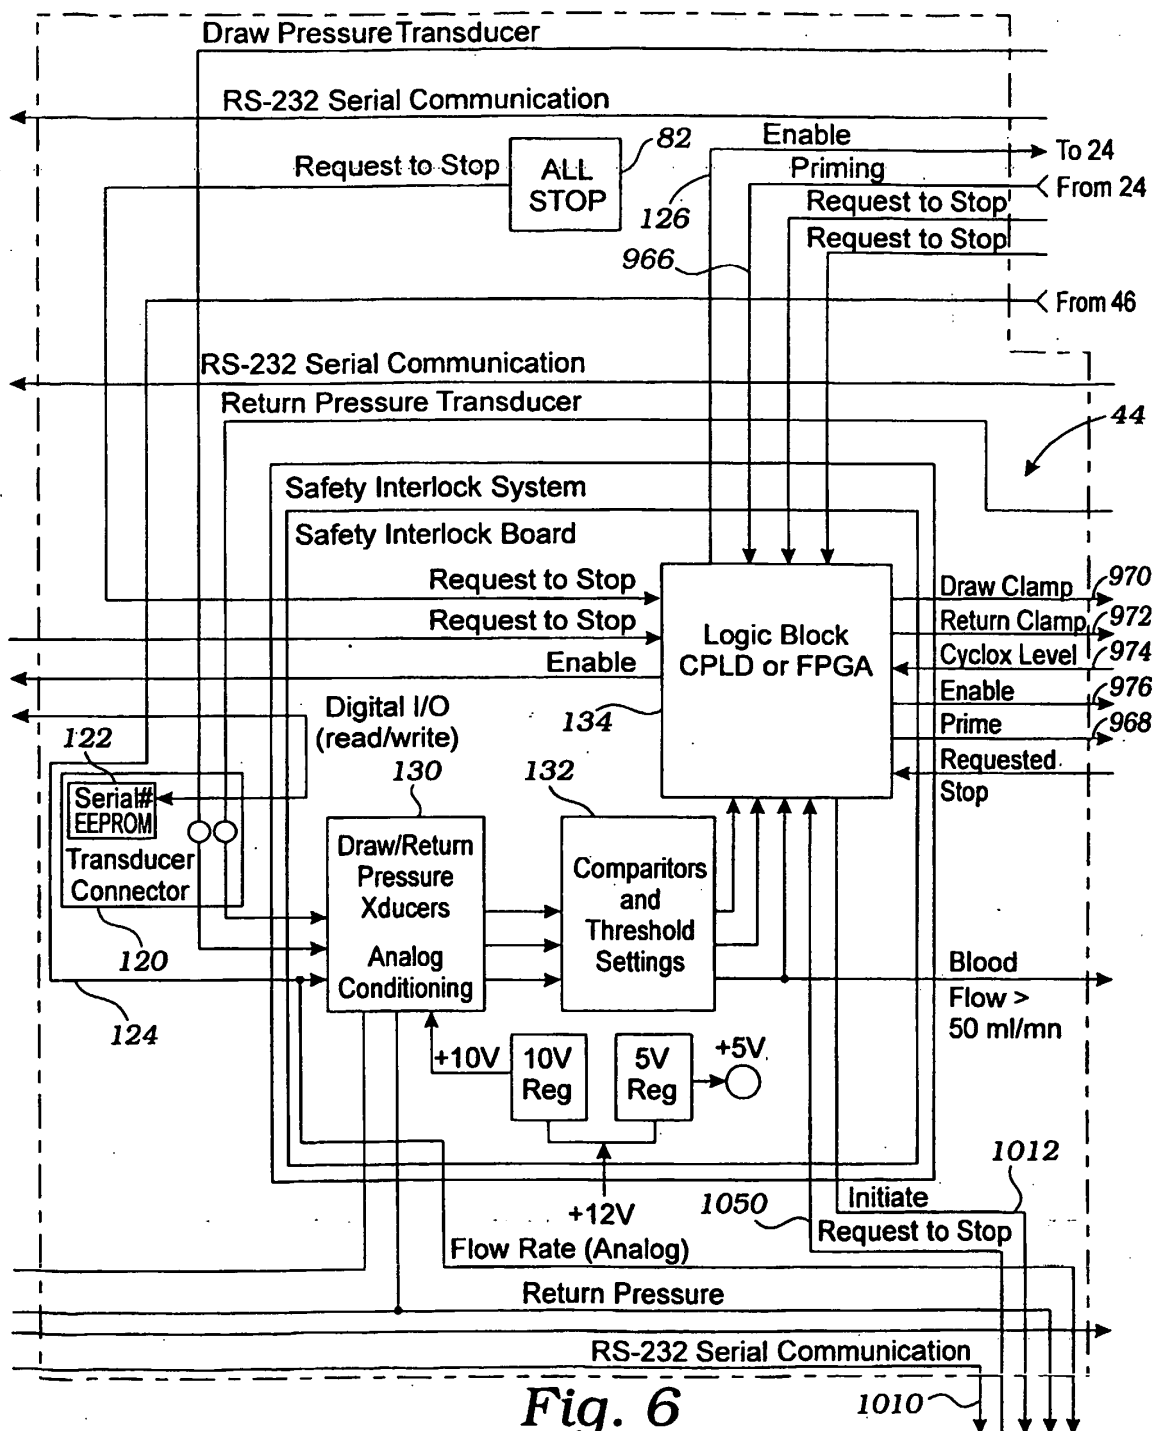 Draw Pressure Transducer
RS-232 Serial Communication
82
Enable
To 24
Request to Stop
ALL
STOP
Priming
From 24
126
Request to Stop
966
Request to Stop
From 46
RS-232 Serial Communication
Return Pressure Transducer
44
Safety Interlock System
Safety Interlock Board
Request to Stop
Draw Clamp
970
Request to Stop
Logic Block
CPLD or FPGA
Return Clamp
972
Enable
Cyclox Level
974
Enable
976
Digital I/O
(read/write)
134
Prime
968
122
130
132
Requested
Stop
Serial#
EEPROM
Transducer
Connector
Draw/Return
Pressure
Xducers
Analog
Conditioning
Comparitors
and
Threshold
Settings
120
Blood
Flow >
50 ml/mn
124
+10V
10V
Reg
5V
Reg
+5V
1012
+12V
1050
Initiate
Request to Stop
Flow Rate (Analog)
Return Pressure
RS-232 Serial Communication
1010
Fig. 6